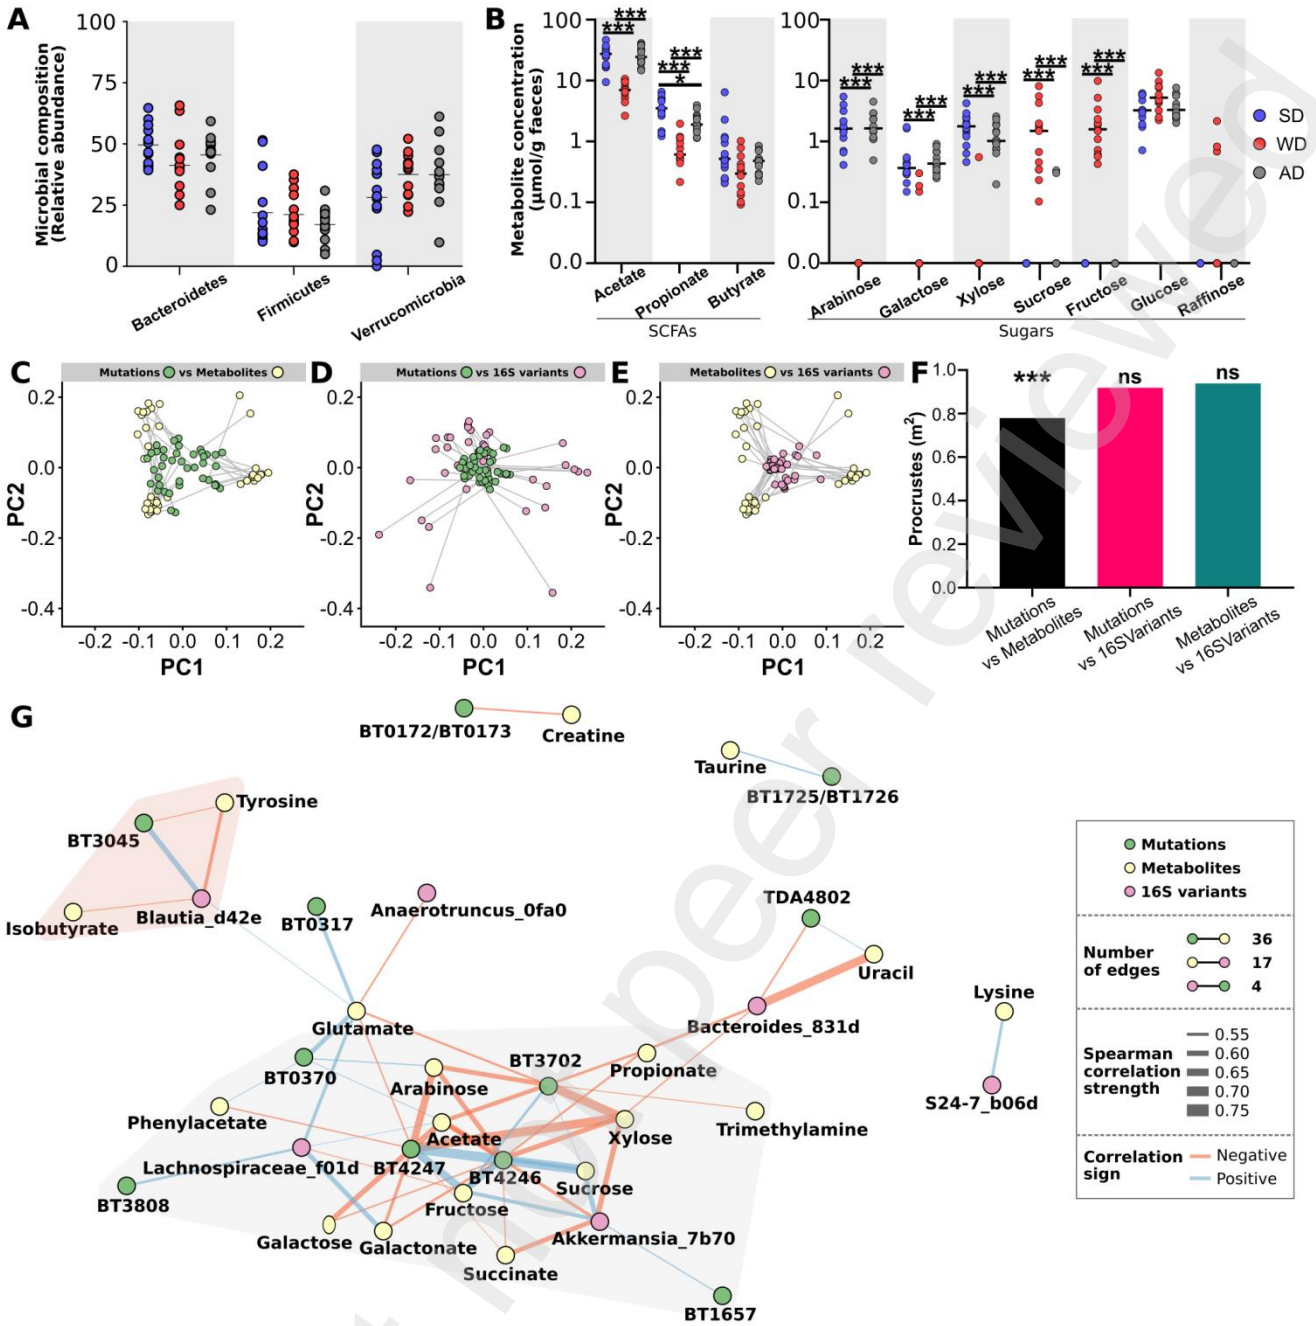 A
Microbial composition
(Relative abundance)
100
75
50
25
0
Bacteroidetes
Firmicutes
Verrucomicrobia
B
Metabolite concentration
(µmol/g faeces)
100
10
1
0.1
0.0
*** *** *** *** *
Acetate
Propionate
Butyrate
SCFAs
100
10
1
0.1
0.0
*** *** *** *** *** *** *** *** *** ***
Arabinose
Galactose
Xylose
Sucrose
Fructose
Glucose
Raffinose
Sugars
SD
WD
AD
C
Mutations vs Metabolites
PC2
0.2
0.0
-0.2
-0.4
-0.2 -0.1 0.0 0.1 0.2
PC1
D
Mutations vs 16S variants
PC2
0.2
0.0
-0.2
-0.4
-0.2 -0.1 0.0 0.1 0.2
PC1
E
Metabolites vs 16S variants
PC2
0.2
0.0
-0.2
-0.4
-0.2 -0.1 0.0 0.1 0.2
PC1
F
Procrustes (m²)
1.0
0.8
0.6
0.4
0.2
0.0
*** ns ns
Mutations
vs Metabolites
Mutations
vs 16SVariants
Metabolites
vs 16SVariants
G
BT0172/BT0173
Creatine
Taurine
BT1725/BT1726
Tyrosine
BT3045
Isobutyrate
Blautia_d42e
BT0317
Anaerotruncus_0fa0
TDA4802
Uracil
Bacteroides_831d
Lysine
S24-7_b06d
Glutamate
BT0370
Arabinose
BT3702
Propionate
Phenylacetate
Acetate
Xylose
Trimethylamine
Lachnospiraceae_f01d
BT4247
BT4246
Sucrose
BT3808
Fructose
Galactose
Galactonate
Akkermansia_7b70
Succinate
BT1657
Mutations
Metabolites
16S variants
Number
of edges
36
17
4
Spearman
correlation
strength
0.55
0.60
0.65
0.70
0.75
Correlation
sign
Negative
Positive
peer reviewed